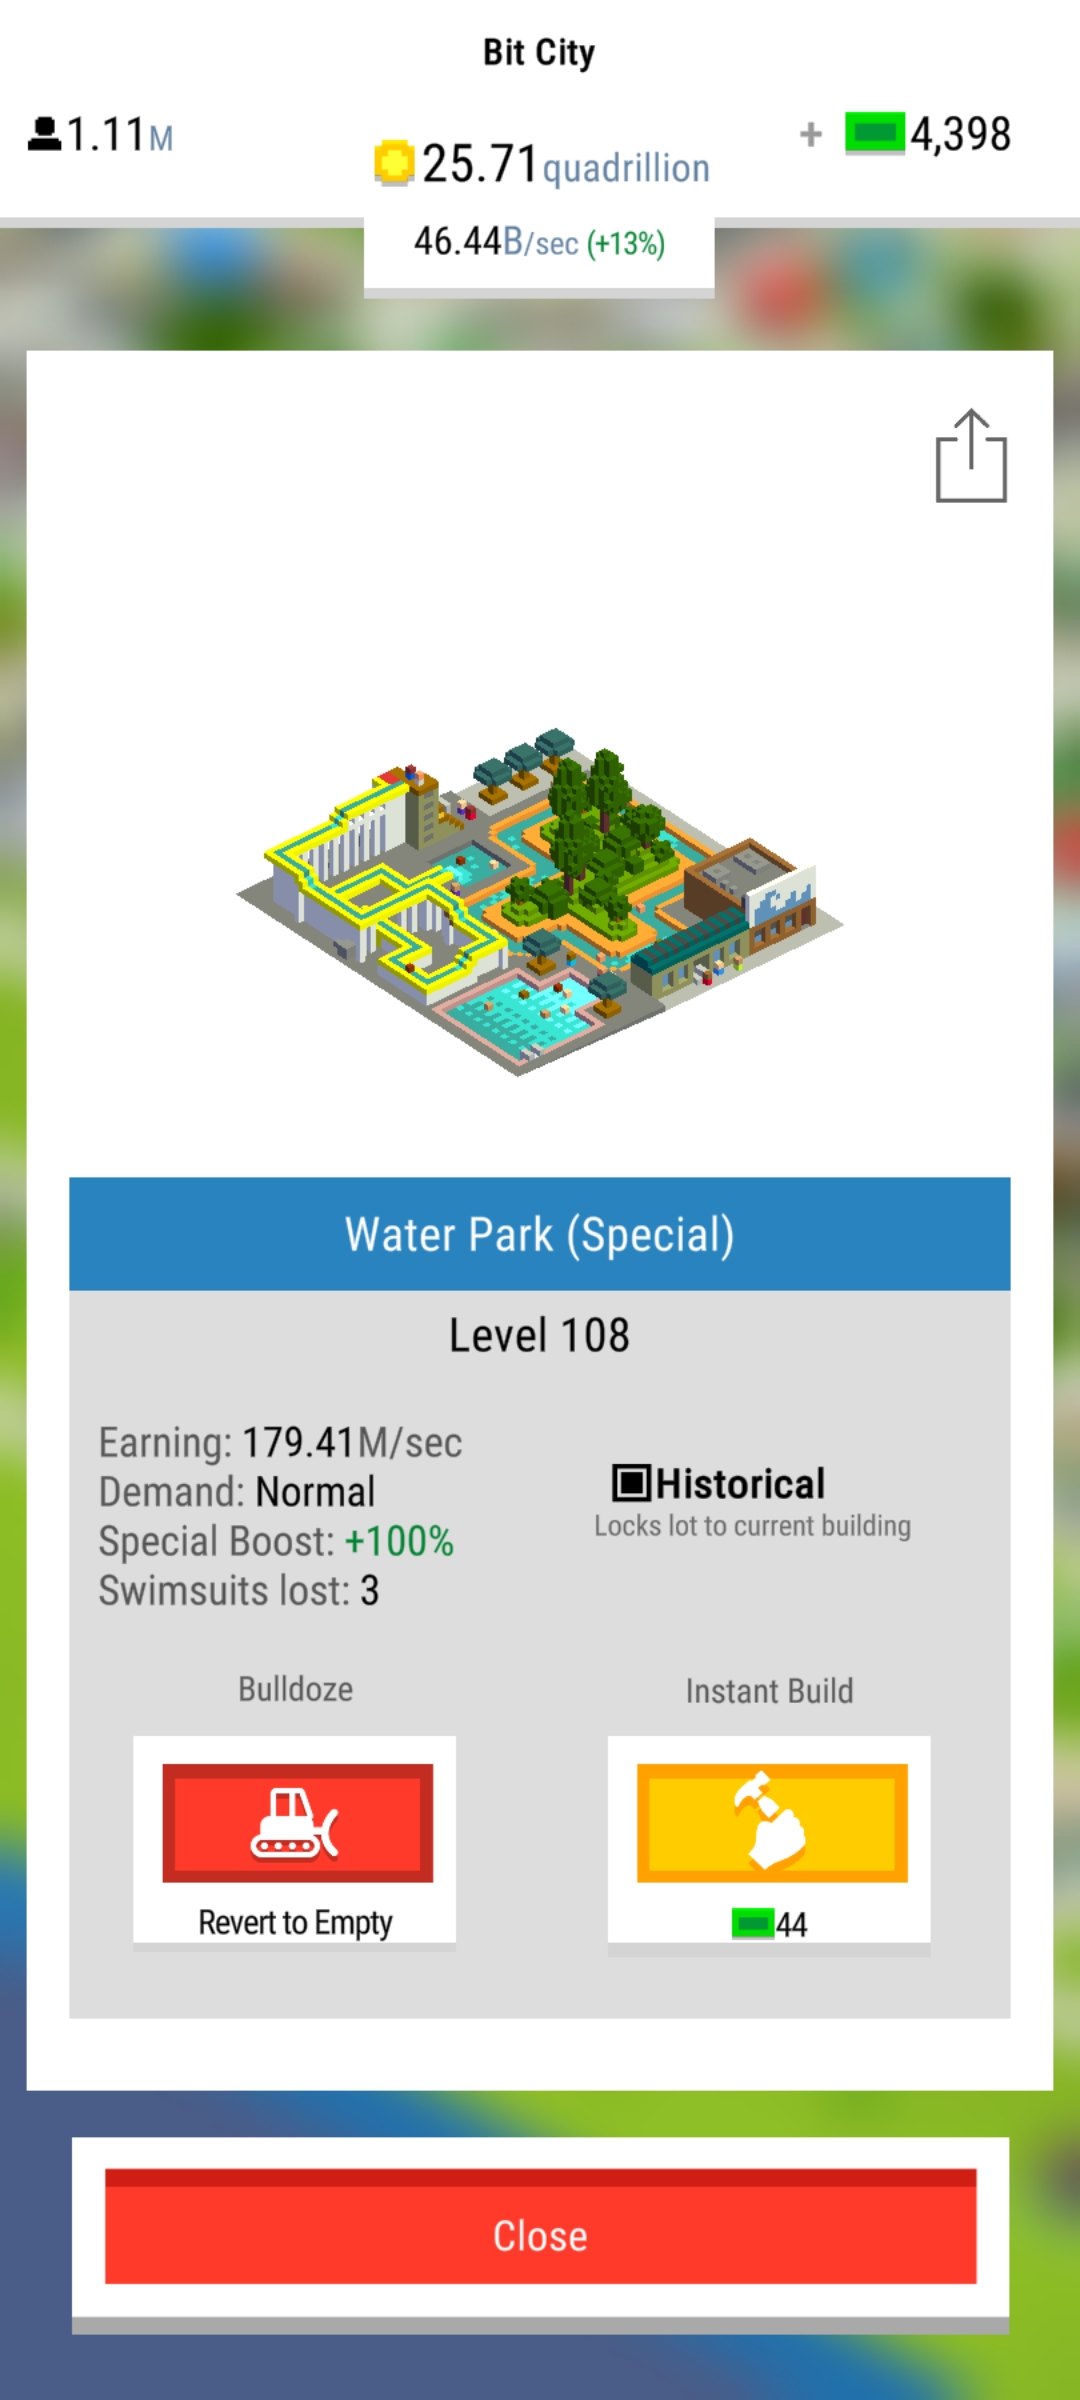 Bit City
1.11M
25.71quadrillion
+ 4,398
46.44B/sec (+13%)
Water Park (Special)
Level 108
Earning: 179.41M/sec
Demand: Normal
Special Boost: +100%
Swimsuits lost: 3
Historical
Locks lot to current building
Bulldoze
Instant Build
Revert to Empty
44
Close